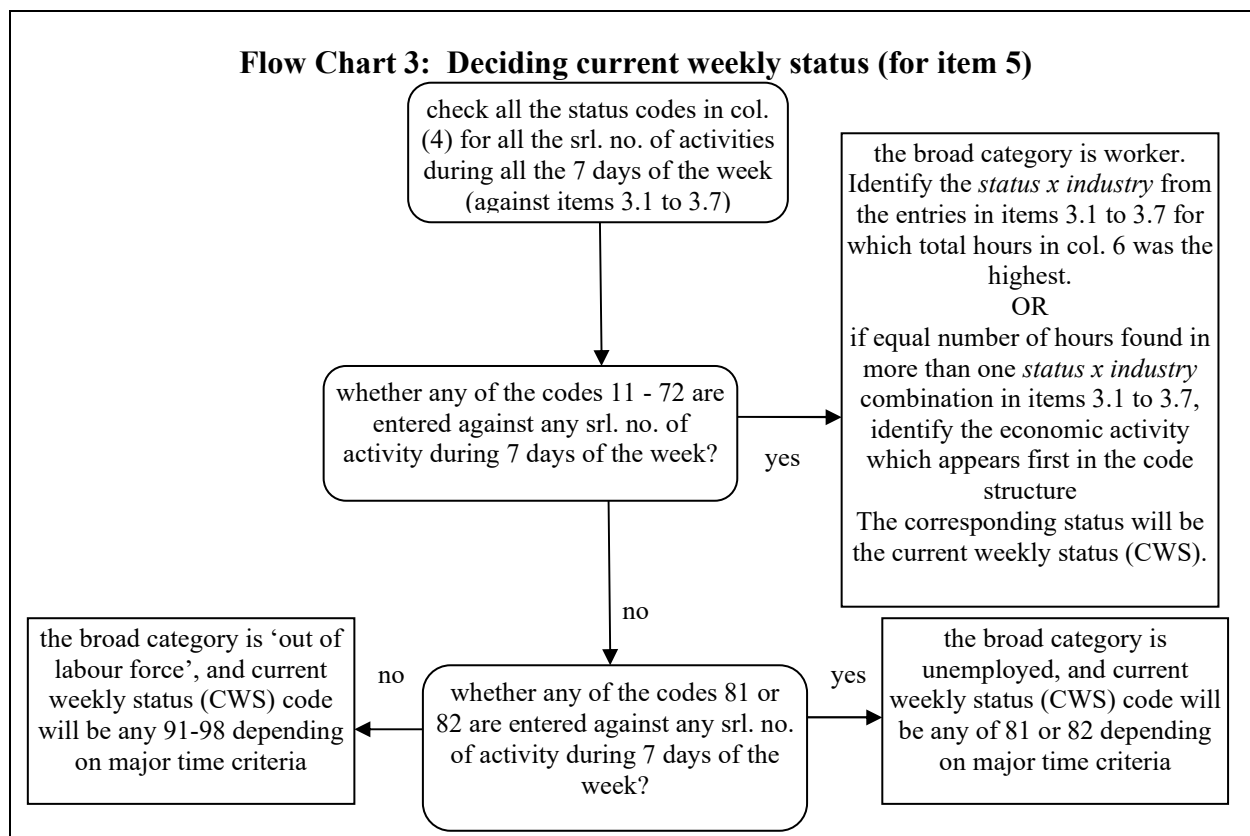 Flow Chart 3: Deciding current weekly status (for item 5)
check all the status codes in col.
(4) for all the srl. no. of activities
during all the 7 days of the week
(against items 3.1 to 3.7)
the broad category is worker.
Identify the status x industry from
the entries in items 3.1 to 3.7 for
which total hours in col. 6 was the
highest.
OR
if equal number of hours found in
more than one status x industry
combination in items 3.1 to 3.7,
identify the economic activity
which appears first in the code
structure
The corresponding status will be
the current weekly status (CWS).
whether any of the codes 11 - 72 are
entered against any srl. no. of
activity during 7 days of the week?
yes
no
the broad category is ‘out of
labour force’, and current
weekly status (CWS) code
will be any 91-98 depending
on major time criteria
no
whether any of the codes 81 or
82 are entered against any srl. no.
of activity during 7 days of the
week?
yes
the broad category is
unemployed, and current
weekly status (CWS) code will
be any of 81 or 82 depending
on major time criteria